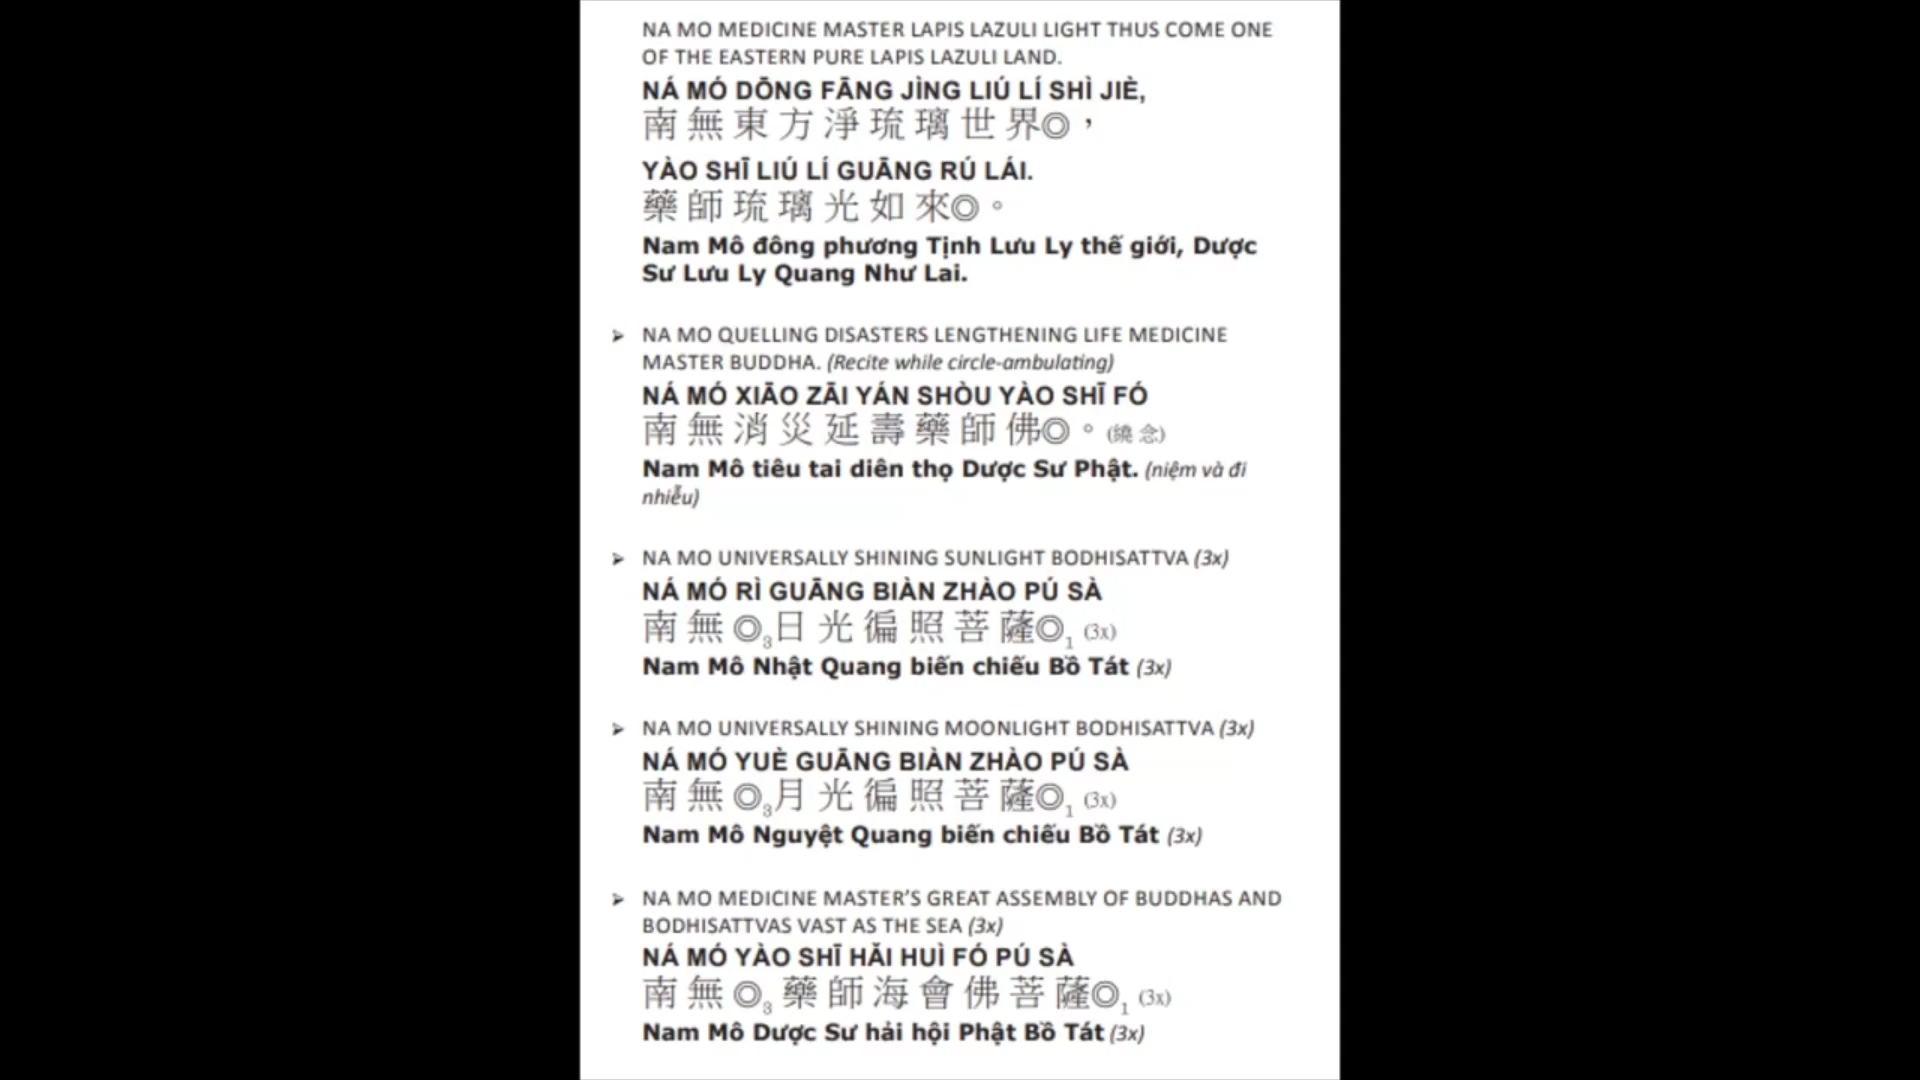 NA MO MEDICINE MASTER LAPIS LAZULI LIGHT THUS COME ONE
OF THE EASTERN PURE LAPIS LAZULI LAND.
NÁ MÓ DŌNG FĀNG JÌNG LIÚ LÍ SHÌ JIÈ,
南 無 東 方 淨 琉 璃 世 界◎，
YÀO SHĪ LIÚ LÍ GUĀNG RÚ LÁI.
藥 師 琉 璃 光 如 來◎。
Nam Mô đông phương Tịnh Lưu Ly thế giới, Dược
Sư Lưu Ly Quang Như Lai.
➢ NA MO QUELLING DISASTERS LENGTHENING LIFE MEDICINE
MASTER BUDDHA. (Recite while circle-ambulating)
NÁ MÓ XIĀO ZĀI YÁN SHÒU YÀO SHĪ FÓ
南 無 消 災 延 壽 藥 師 佛◎。(繞 念)
Nam Mô tiêu tai diên thọ Dược Sư Phật. (niệm và đi
nhiễu)
➢ NA MO UNIVERSALLY SHINING SUNLIGHT BODHISATTVA (3x)
NÁ MÓ RÌ GUĀNG BIÀN ZHÀO PÚ SÀ
南 無 ◎3日 光 徧 照 菩 薩◎1 (3x)
Nam Mô Nhật Quang biến chiếu Bồ Tát (3x)
➢ NA MO UNIVERSALLY SHINING MOONLIGHT BODHISATTVA (3x)
NÁ MÓ YUÈ GUĀNG BIÀN ZHÀO PÚ SÀ
南 無 ◎3月 光 徧 照 菩 薩◎1 (3x)
Nam Mô Nguyệt Quang biến chiếu Bồ Tát (3x)
➢ NA MO MEDICINE MASTER’S GREAT ASSEMBLY OF BUDDHAS AND
BODHISATTVAS VAST AS THE SEA (3x)
NÁ MÓ YÀO SHĪ HǍI HUÌ FÓ PÚ SÀ
南 無 ◎3 藥 師 海 會 佛 菩 薩◎1 (3x)
Nam Mô Dược Sư hải hội Phật Bồ Tát (3x)